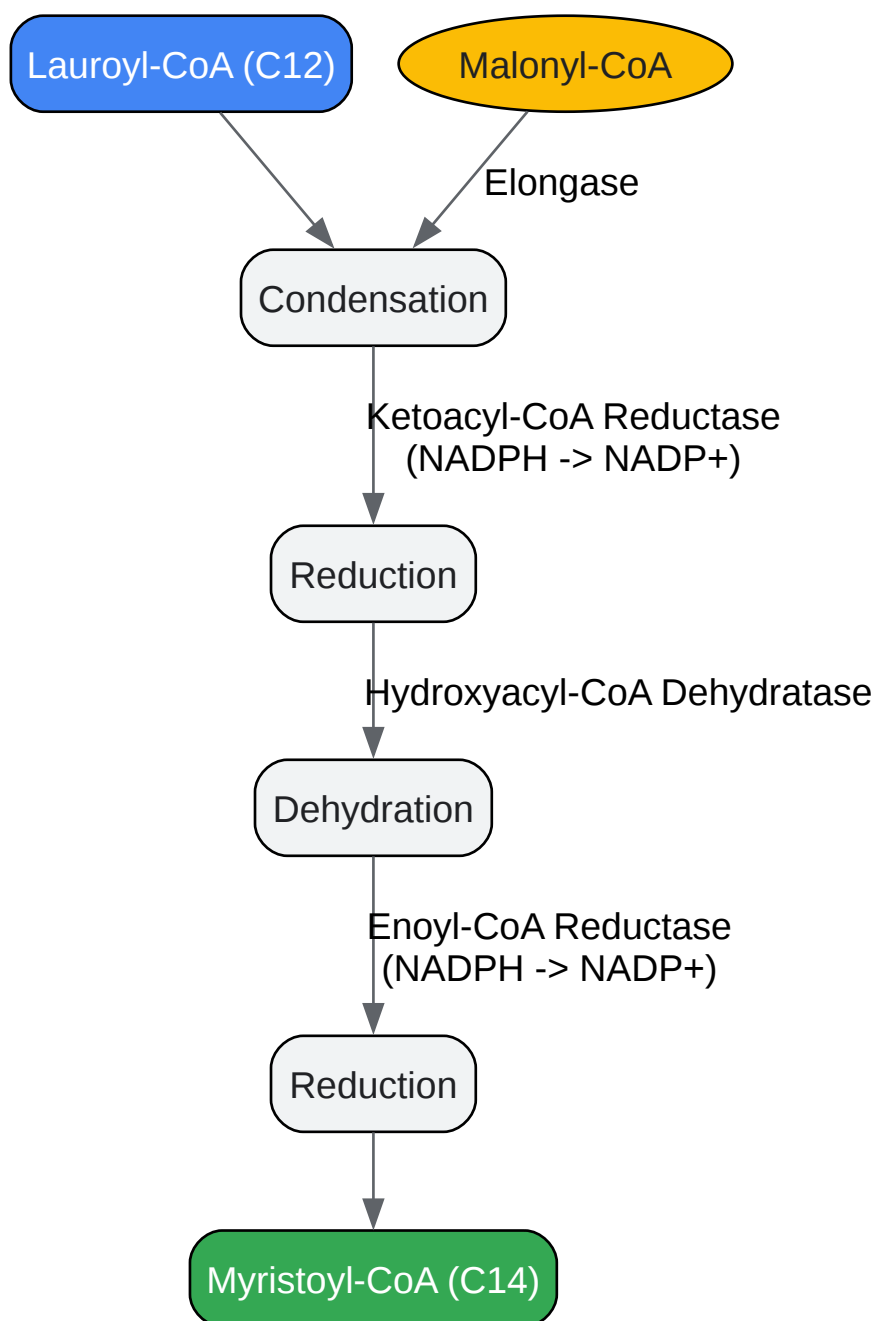 Lauroyl-CoA (C12)
Malonyl-CoA
Elongase
Condensation
Ketoacyl-CoA Reductase
(NADPH -> NADP+)
Reduction
Hydroxyacyl-CoA Dehydratase
Dehydration
Enoyl-CoA Reductase
(NADPH -> NADP+)
Reduction
Myristoyl-CoA (C14)